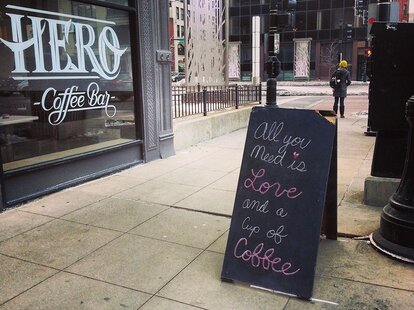 HERO
Coffee Bar
All you
need is
Love
and a
Cup of
Coffee